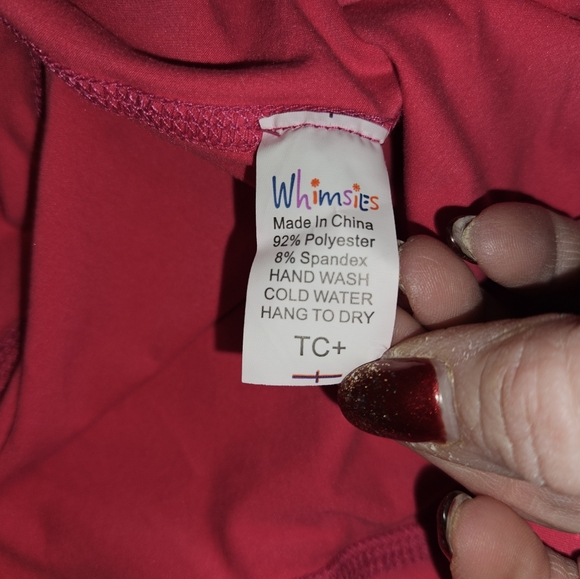 Whimsies
Made In China
92% Polyester
8% Spandex
HAND WASH
COLD WATER
HANG TO DRY
TC+